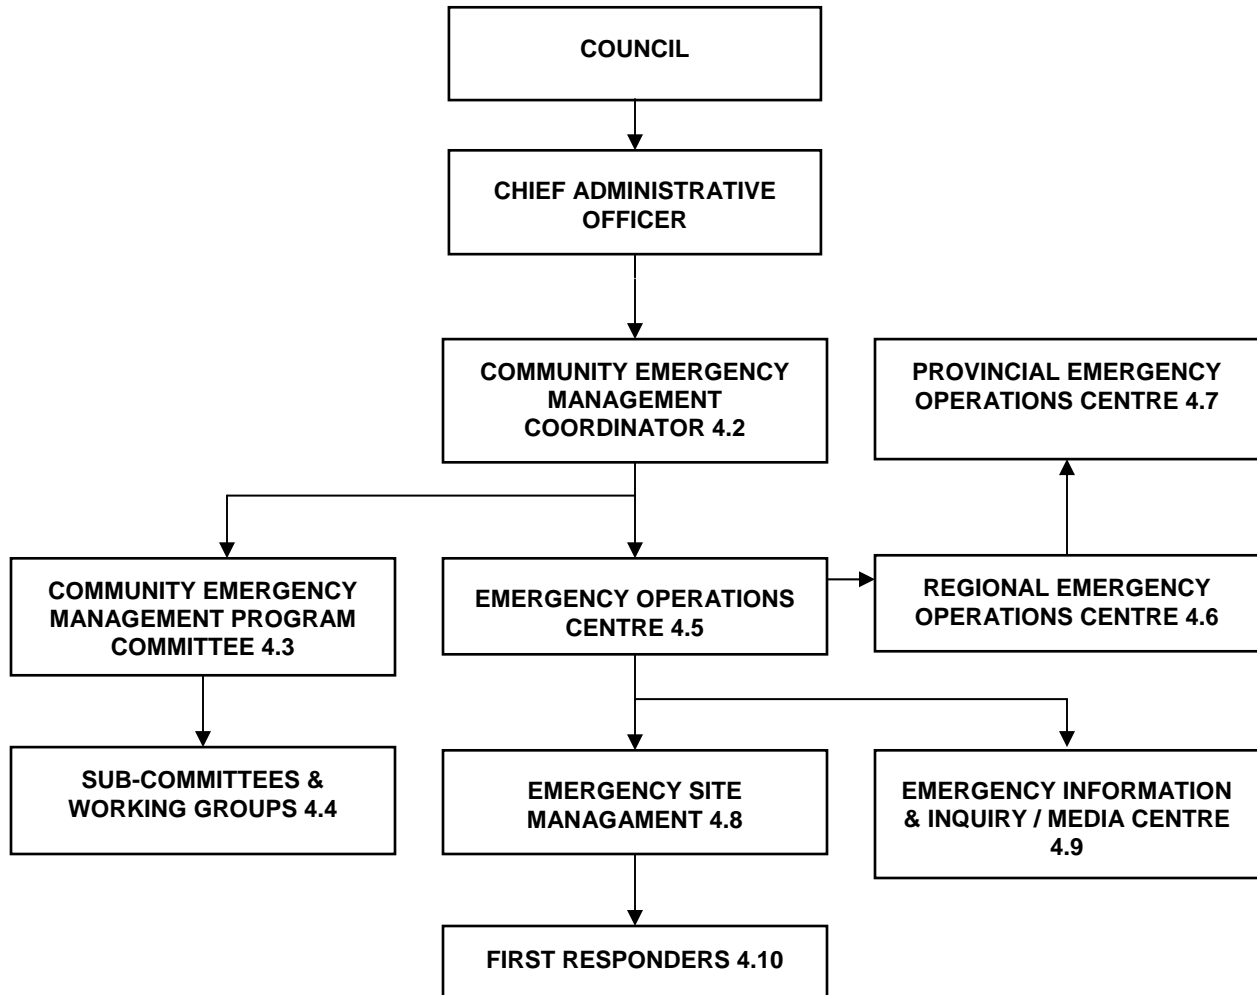 COUNCIL
CHIEF ADMINISTRATIVE
OFFICER
COMMUNITY EMERGENCY
MANAGEMENT
COORDINATOR 4.2
PROVINCIAL EMERGENCY
OPERATIONS CENTRE 4.7
COMMUNITY EMERGENCY
MANAGEMENT PROGRAM
COMMITTEE 4.3
EMERGENCY OPERATIONS
CENTRE 4.5
REGIONAL EMERGENCY
OPERATIONS CENTRE 4.6
SUB-COMMITTEES &
WORKING GROUPS 4.4
EMERGENCY SITE
MANAGAMENT 4.8
EMERGENCY INFORMATION
& INQUIRY / MEDIA CENTRE
4.9
FIRST RESPONDERS 4.10